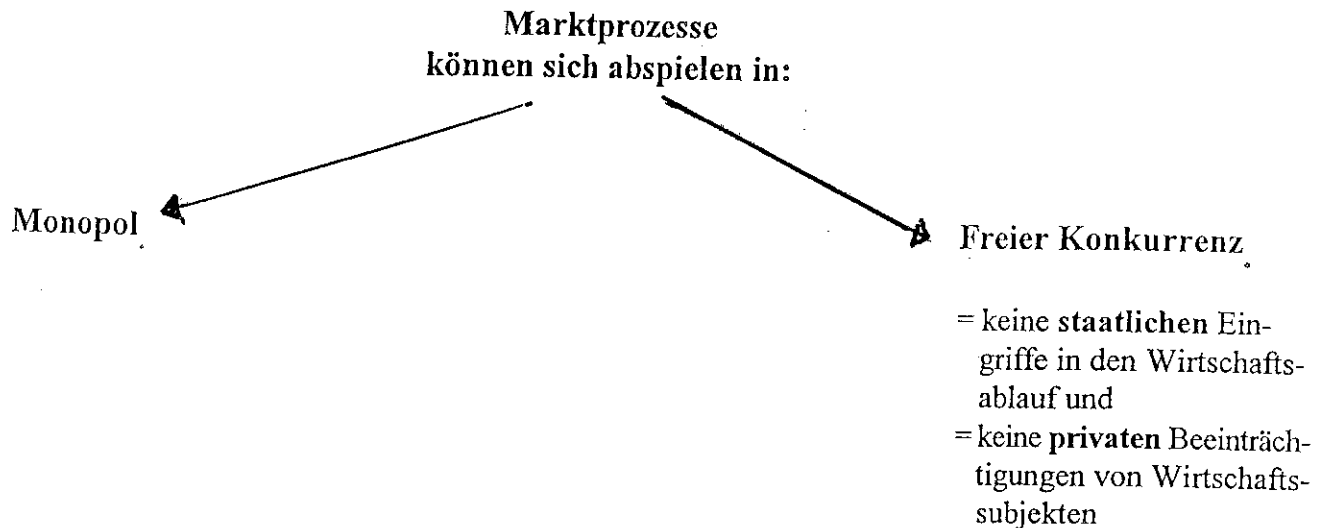 Marktprozesse
können sich abspielen in:
Monopol
Freier Konkurrenz
= keine staatlichen Ein-
griffe in den Wirtschafts-
ablauf und
= keine privaten Beeinträch-
tigungen von Wirtschafts-
subjekten